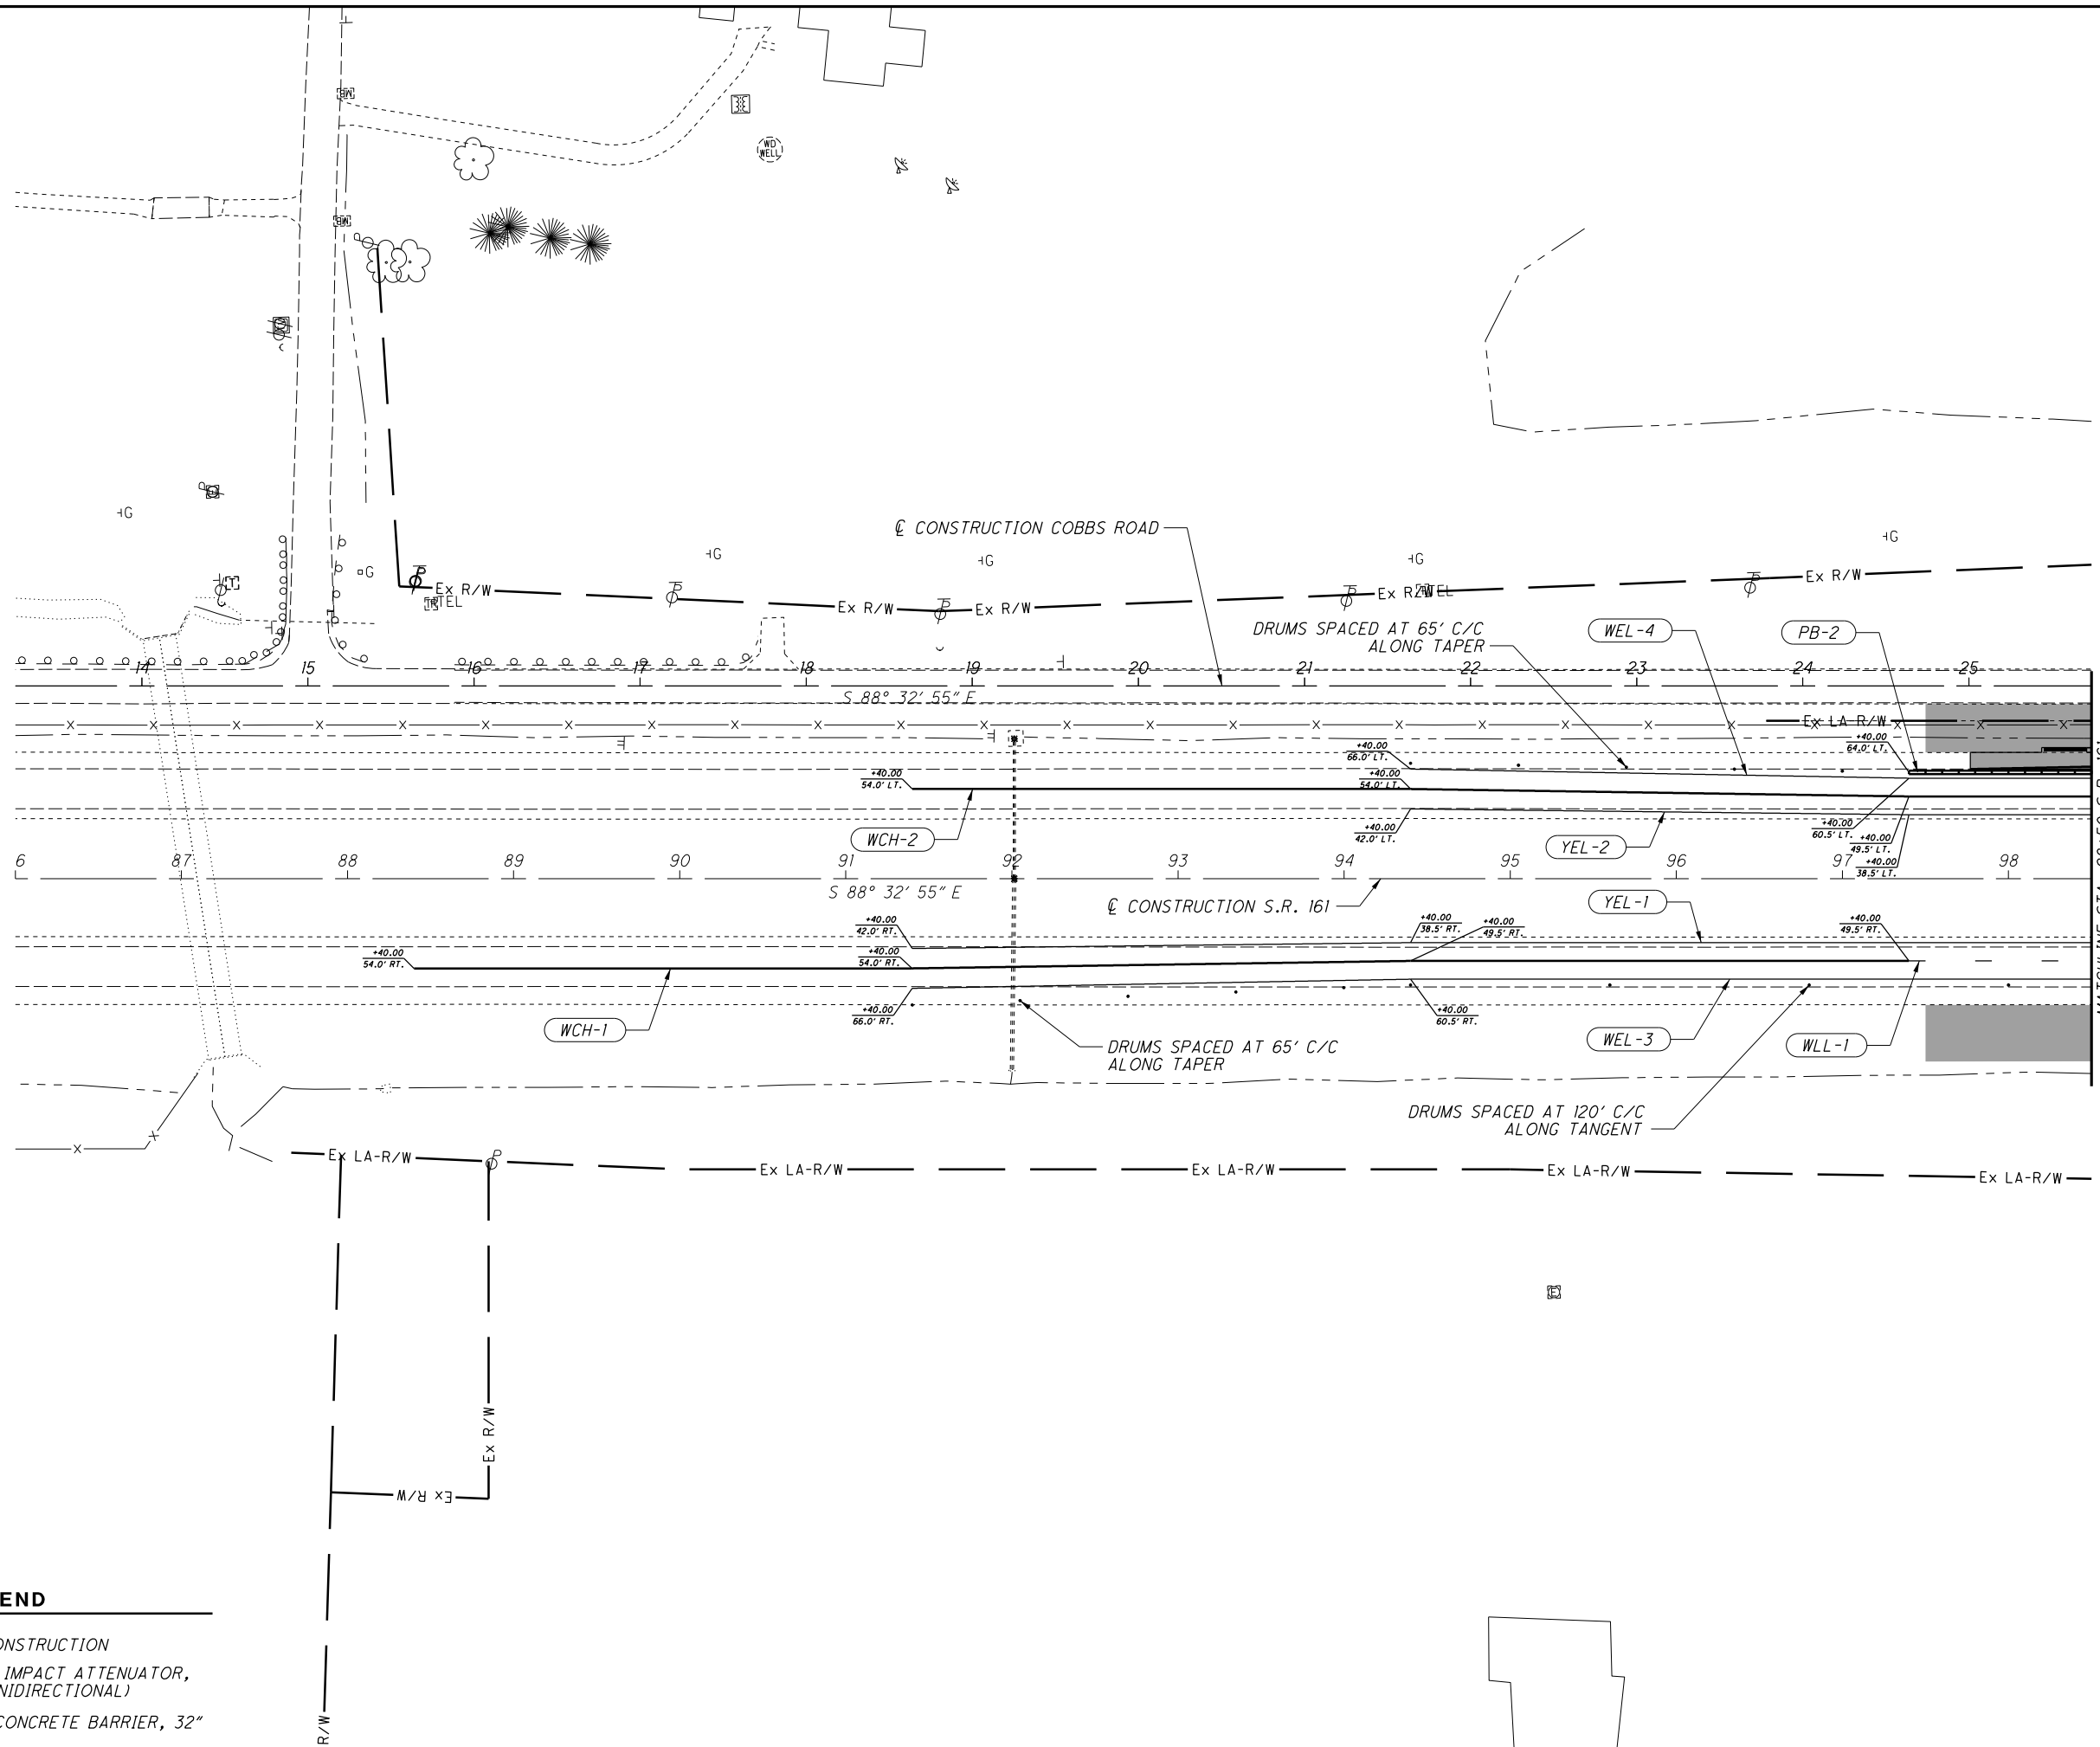 WD
WELL
G
G
G
G
G
G
℄ CONSTRUCTION COBBS ROAD
Ex R/W
TEL
Ex R/W
Ex R/W
Ex R/W
TEL
Ex R/W
DRUMS SPACED AT 65' C/C
ALONG TAPER
WEL-4
PB-2
14 15 16 17 18 19 20 21 22 23 24 25
S 88° 32' 55" E
Ex LA-R/W
+40.00
66.0' LT.
+40.00
64.0' LT.
+40.00
54.0' LT.
+40.00
54.0' LT.
WCH-2
+40.00
42.0' LT.
YEL-2
+40.00
60.5' LT.
+40.00
49.5' LT.
+40.00
38.5' LT.
6 87 88 89 90 91 92 93 94 95 96 97 98
S 88° 32' 55" E
℄ CONSTRUCTION S.R. 161
YEL-1
+40.00
42.0' RT.
+40.00
38.5' RT.
+40.00
49.5' RT.
+40.00
49.5' RT.
+40.00
54.0' RT.
+40.00
54.0' RT.
+40.00
66.0' RT.
+40.00
60.5' RT.
WCH-1
WEL-3
WLL-1
DRUMS SPACED AT 65' C/C
ALONG TAPER
DRUMS SPACED AT 120' C/C
ALONG TANGENT
Ex LA-R/W
Ex LA-R/W
Ex LA-R/W
Ex LA-R/W
Ex LA-R/W
Ex R/W
Ex R/W
R/W
END
ONSTRUCTION
IMPACT ATTENUATOR,
NIDIRECTIONAL)
CONCRETE BARRIER, 32"